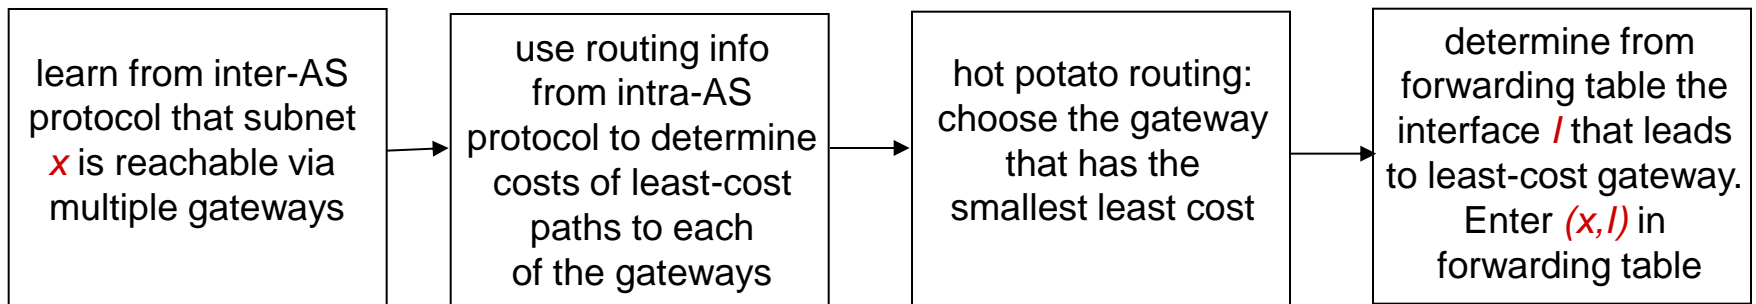 learn from inter-AS
protocol that subnet
x is reachable via
multiple gateways
use routing info
from intra-AS
protocol to determine
costs of least-cost
paths to each
of the gateways
hot potato routing:
choose the gateway
that has the
smallest least cost
determine from
forwarding table the
interface I that leads
to least-cost gateway.
Enter (x,I) in
forwarding table